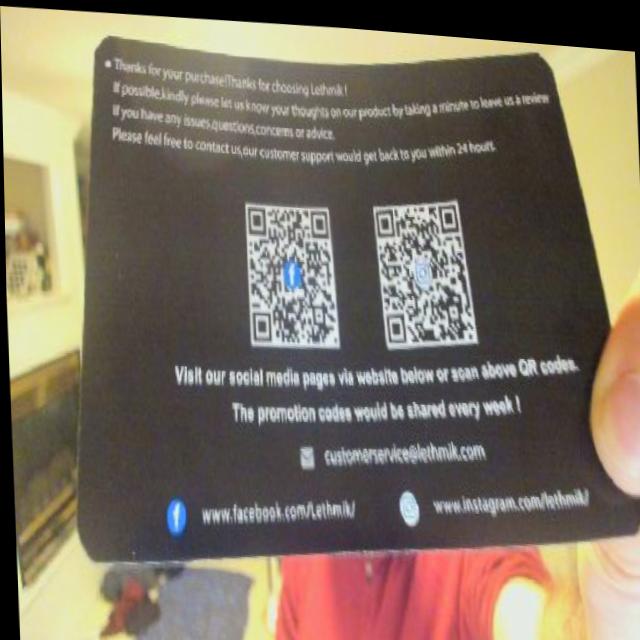 Thanks for your purchase!Thanks for choosing Lethmik!
If possible,kindly please let us know your thoughts on our product by taking a minute to leave us a review
If you have any issues,questions,concerns or advice.
Please feel free to contact us,our customer support would get back to you within 24 hours.
Visit our social media pages via website below or scan above QR codes.
The promotion codes would be shared every week !
customerservice@lethmik.com
www.facebook.com/Lethmik/ www.instagram.com/lethmik/